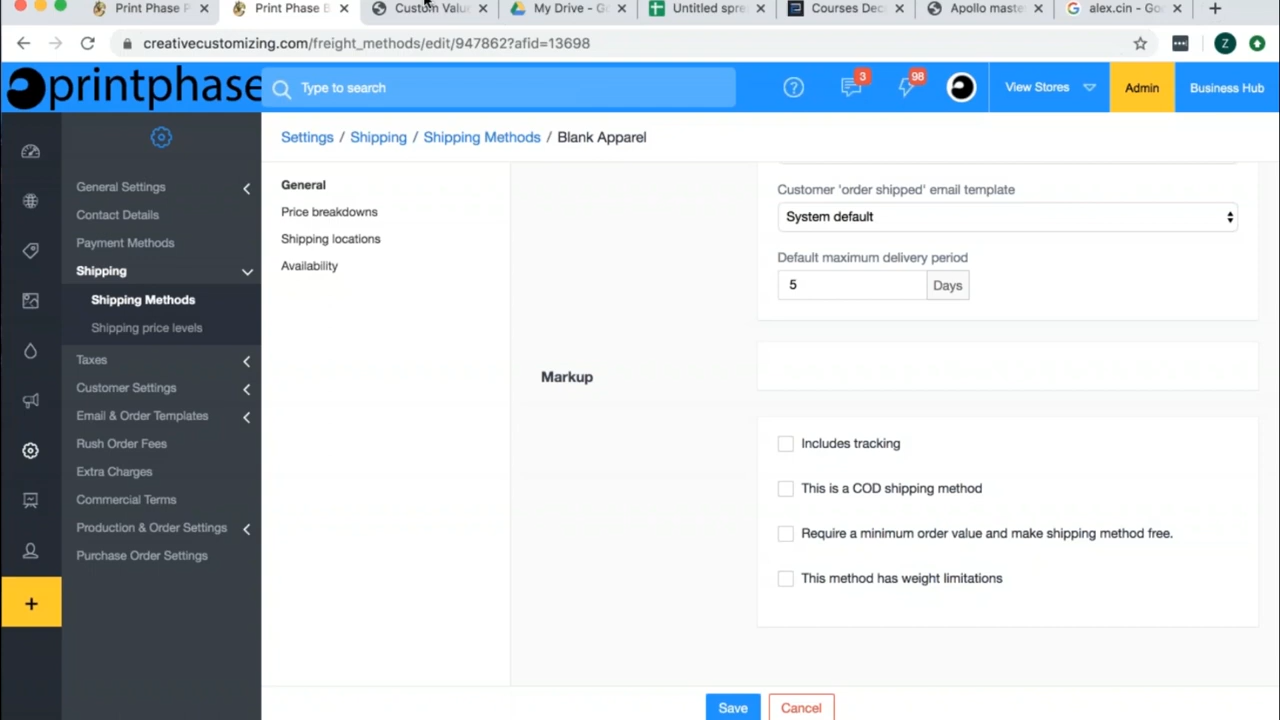 Print Phase P
Print Phase B
Custom Value
My Drive - Go
Untitled spre
Courses Dec
Apollo maste
alex.cin - Goo
creativecustomizing.com/freight_methods/edit/947862?afid=13698
Z
printphase
Type to search
3
98
View Stores
Admin
Business Hub
Settings / Shipping / Shipping Methods / Blank Apparel
General Settings
Contact Details
Payment Methods
Shipping
Shipping Methods
Shipping price levels
Taxes
Customer Settings
Email & Order Templates
Rush Order Fees
Extra Charges
Commercial Terms
Production & Order Settings
Purchase Order Settings
General
Price breakdowns
Shipping locations
Availability
Customer 'order shipped' email template
System default
Default maximum delivery period
5 Days
Markup
Includes tracking
This is a COD shipping method
Require a minimum order value and make shipping method free.
This method has weight limitations
Save
Cancel